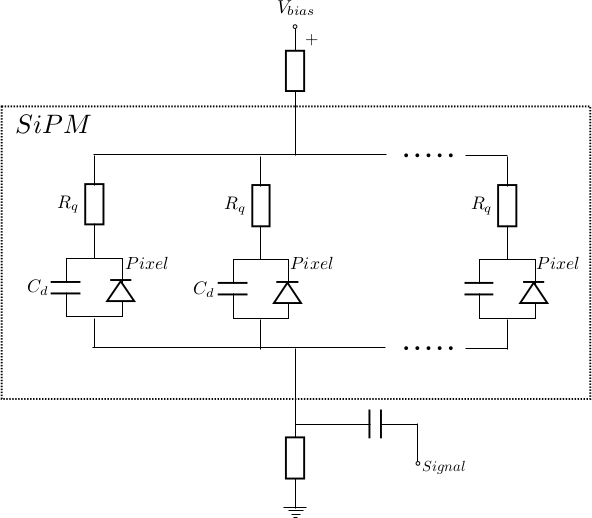 V_bias
+
SiPM
R_q
R_q
R_q
Pixel
Pixel
Pixel
C_d
C_d
Signal